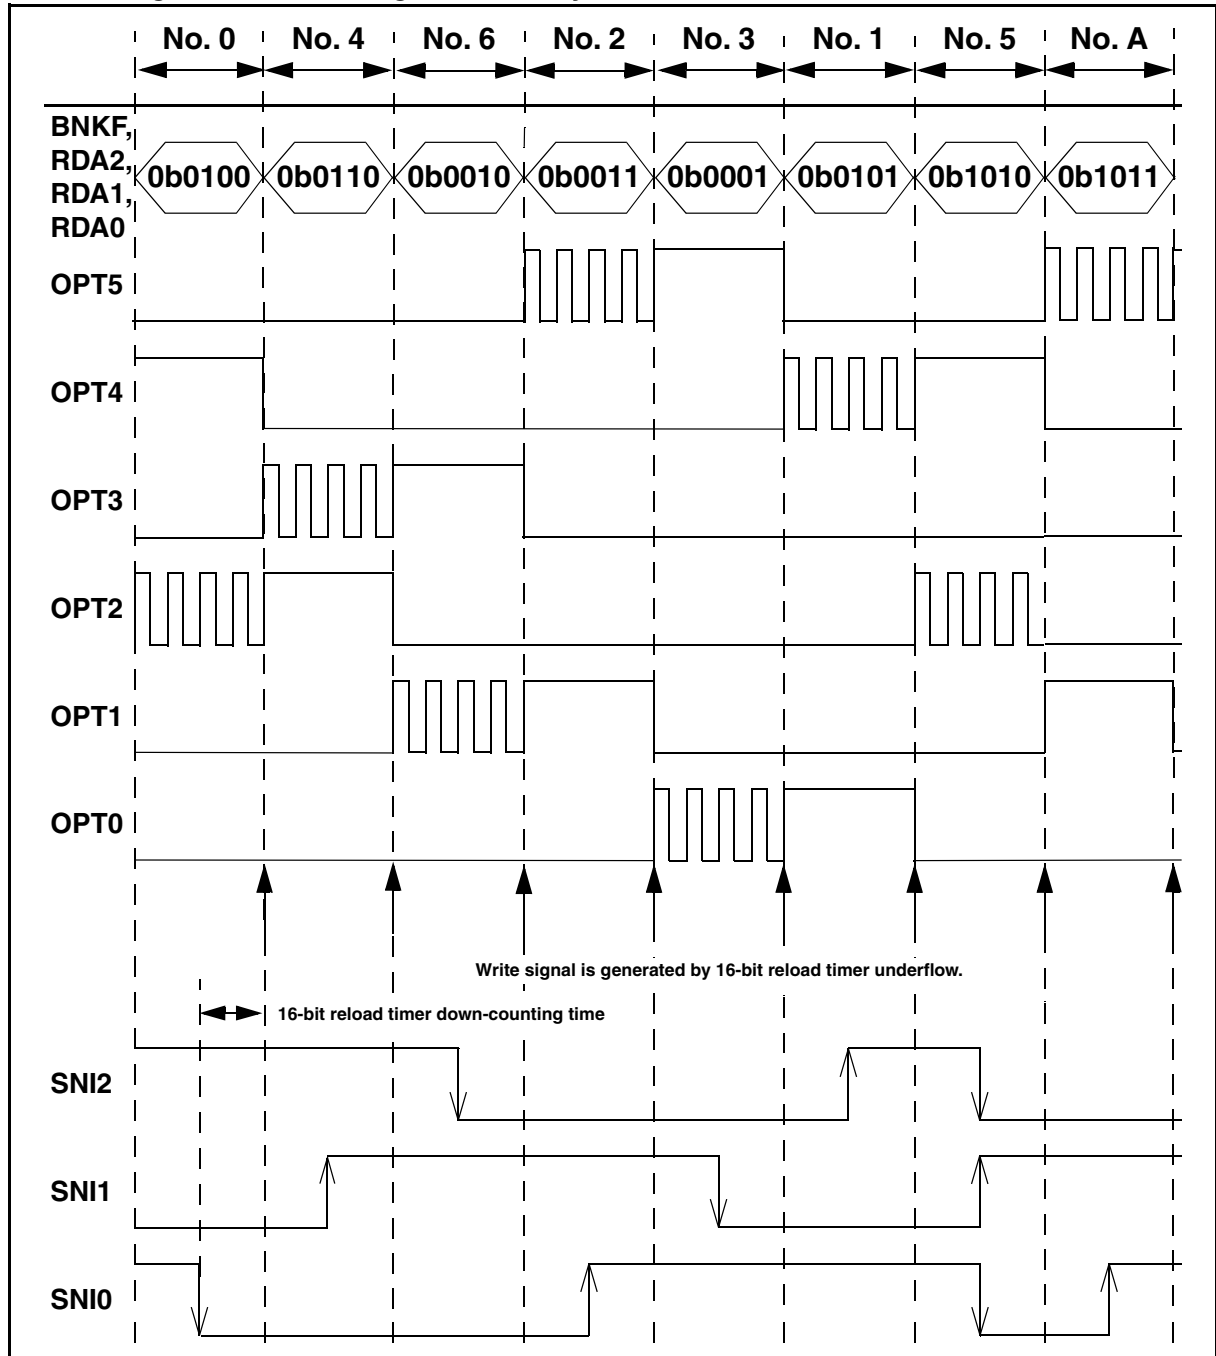 No. 0 No. 4 No. 6 No. 2 No. 3 No. 1 No. 5 No. A
BNKF,
RDA2,
RDA1,
RDA0
0b0100 0b0110 0b0010 0b0011 0b0001 0b0101 0b1010 0b1011
OPT5
OPT4
OPT3
OPT2
OPT1
OPT0
Write signal is generated by 16-bit reload timer underflow.
16-bit reload timer down-counting time
SNI2
SNI1
SNI0